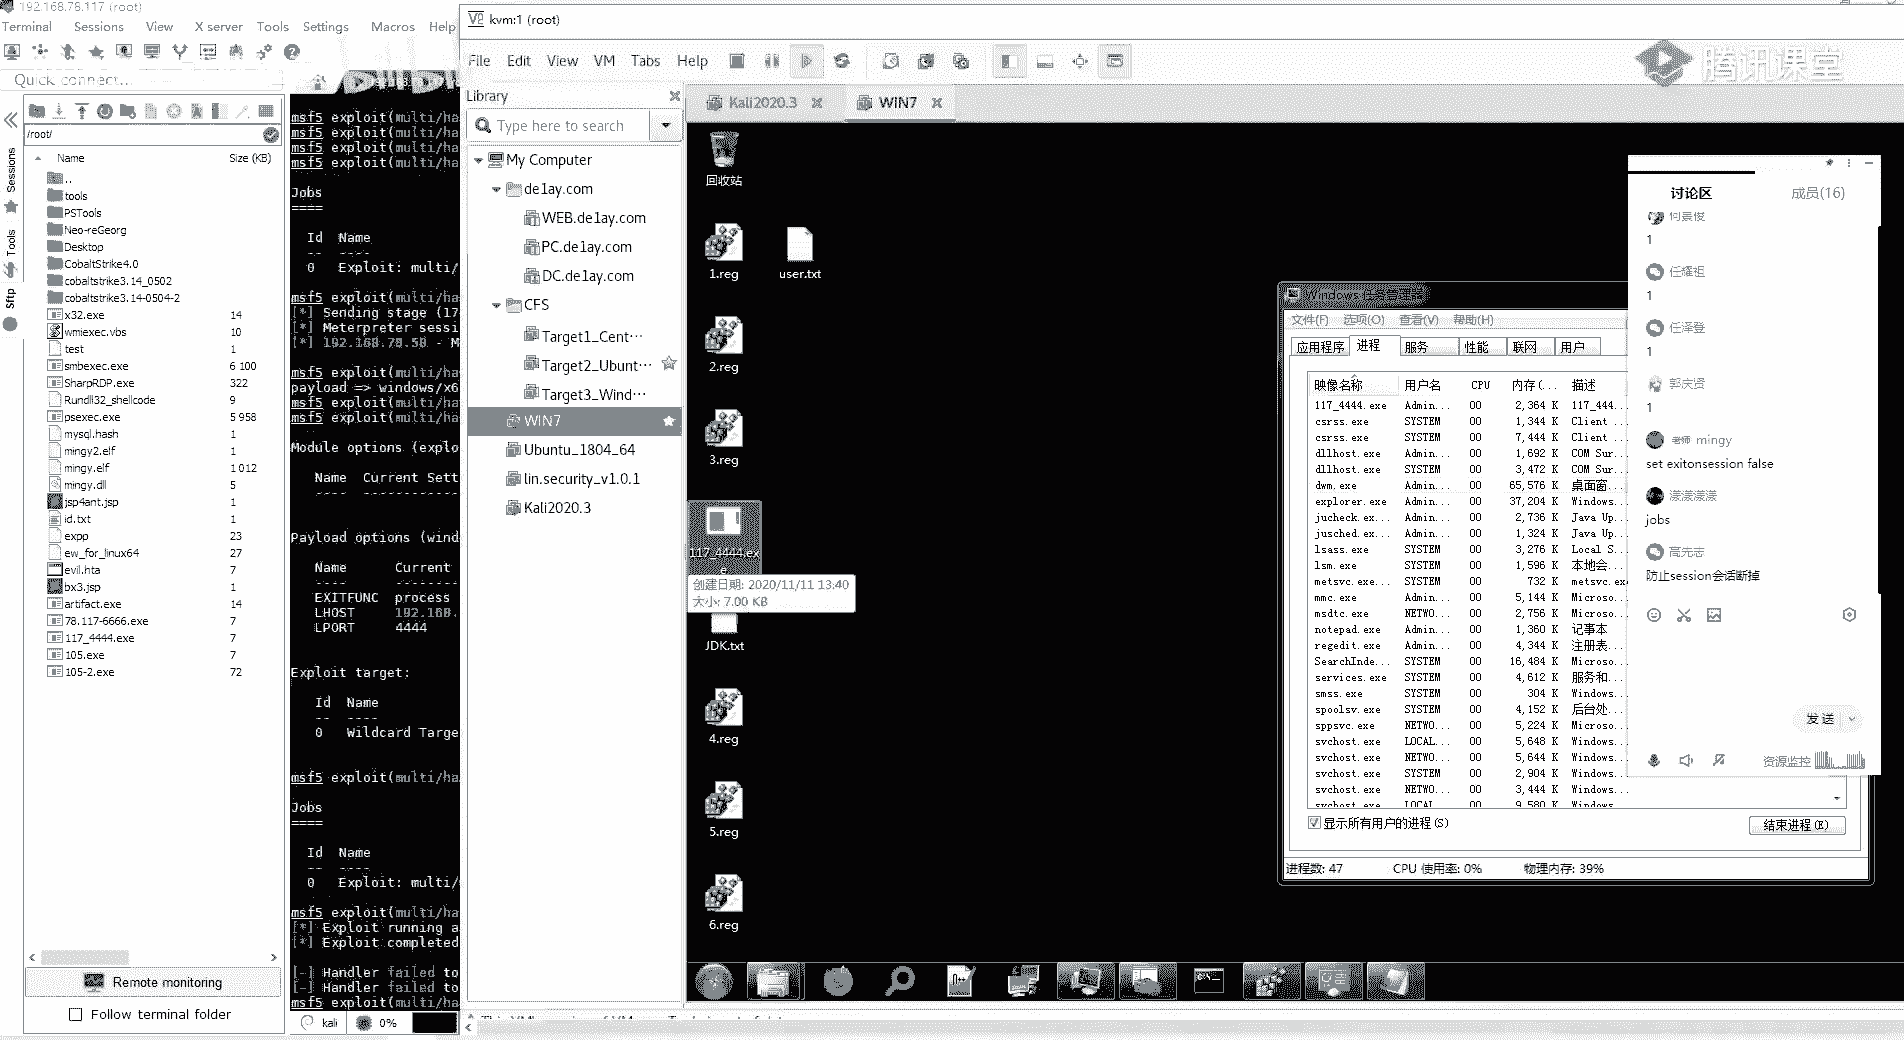 192.168.78.117 (root)
Terminal Sessions View X server Tools Settings Macros Help
Quick connect...
/root/
Name Size (KB)
..
tools
PSTools
Neo-reGeorg
Desktop
CobaltStrike4.0
cobaltstrike3.14_0502
cobaltstrike3.14-0504-2
x32.exe 14
wmiexec.vbs 10
test 1
smbexec.exe 6 100
SharpRDP.exe 322
Rundll32_shellcode 9
psexec.exe 5 958
mysql.hash 1
mingy2.elf 1
mingy.elf 1 012
mingy.dll 5
jsp4ant.jsp 1
id.txt 1
expp 23
ew_for_linux64 27
evil.hta 7
bx3.jsp 1
artifact.exe 14
78.117-6666.exe 7
117_4444.exe 7
105.exe 7
105-2.exe 72
Remote monitoring
Follow terminal folder
Sessions
Tools
Sftp
msf5 exploit(multi/ha
msf5 exploit(multi/ha
msf5 exploit(multi/ha
msf5 exploit(multi/ha
Jobs
====
Id Name
0 Exploit: multi/
msf5 exploit(multi/ha
[*] Sending stage (17
[*] Meterpreter sessi
[*] 192.168.78.50 - M
msf5 exploit(multi/ha
payload => windows/x6
msf5 exploit(multi/ha
msf5 exploit(multi/ha
Module options (explo
Name Current Sett
---- ------------
Payload options (wind
Name Current
---- -------
EXITFUNC process
LHOST 192.168.
LPORT 4444
Exploit target:
Id Name
-- ----
0 Wildcard Targe
msf5 exploit(multi/ha
Jobs
====
Id Name
-- ----
0 Exploit: multi/
msf5 exploit(multi/ha
[*] Exploit running a
[*] Exploit completed
[-] Handler failed to
[-] Handler failed to
msf5 exploit(multi/ha
kali 0%
kvm:1 (root)
File Edit View VM Tabs Help
Library
Type here to search
My Computer
de1ay.com
WEB.de1ay.com
PC.de1ay.com
DC.de1ay.com
CFS
Target1_Cent···
Target2_Ubunt···
Target3_Wind···
WIN7
Ubuntu_1804_64
lin.security_v1.0.1
Kali2020.3
Kali2020.3
WIN7
回收站
1.reg
user.txt
2.reg
3.reg
117_4444.ex
e
创建日期: 2020/11/11 13:40
大小: 7.00 KB
JDK.txt
4.reg
5.reg
6.reg
Windows 任务管理器
文件(F) 选项(O) 查看(V) 帮助(H)
应用程序 进程 服务 性能 联网 用户
映像名称 用户名 CPU 内存(... 描述
117_4444.exe Admin... 00 2,364 K 117_444...
csrss.exe SYSTEM 00 1,344 K Client ...
csrss.exe SYSTEM 00 7,444 K Client ...
dllhost.exe Admin... 00 1,692 K COM Sur...
dllhost.exe SYSTEM 00 3,472 K COM Sur...
dwm.exe Admin... 00 65,576 K 桌面窗...
explorer.exe Admin... 00 37,204 K Windows...
jucheck.ex... Admin... 00 2,736 K Java Up...
jusched.ex... Admin... 00 1,324 K Java Up...
lsass.exe SYSTEM 00 3,276 K Local S...
lsm.exe SYSTEM 00 1,596 K 本地会...
metsvc.exe SYSTEM 00 732 K metsvc.exe
mmc.exe Admin... 00 5,144 K Microso...
msdtc.exe NETWO... 00 2,756 K Microso...
notepad.exe Admin... 00 1,360 K 记事本
regedit.exe Admin... 00 4,344 K 注册表...
SearchInde... SYSTEM 00 16,484 K Microso...
services.exe SYSTEM 00 4,612 K 服务和...
smss.exe SYSTEM 00 304 K Windows...
spoolsv.exe SYSTEM 00 4,152 K 后台处...
sppsvc.exe NETWO... 00 5,224 K Microso...
svchost.exe LOCAL... 00 5,648 K Windows...
svchost.exe NETWO... 00 5,644 K Windows...
svchost.exe SYSTEM 00 2,904 K Windows...
svchost.exe NETWO... 00 3,444 K Windows...
svchost.exe LOCAL 00 9,580 K Windows
显示所有用户的进程(S)
结束进程(E)
进程数: 47 CPU 使用率: 0% 物理内存: 39%
腾讯课堂
讨论区 成员(16)
何景俊
1
任耀祖
1
任泽登
1
郭庆贤
1
老师 mingy
set exitonsession false
漾漾漾漾
jobs
高先志
防止session会话断掉
发送
资源监控